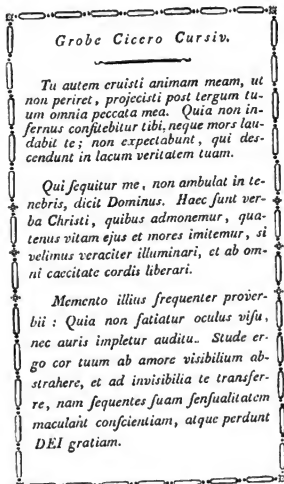 Grobe Cicero Cursiv.
Tu autem eruisti animam meam, ut
non periret, projecisti post tergum tu-
um omnia peccata mea. Quia non in-
fernus confitebitur tibi, neque mors lau-
dabit te; non expectabunt, qui des-
cendunt in lacum veritatem tuam.
Qui ſequitur me, non ambulat in te-
nebris, dicit Dominus. Haec ſunt ver-
ba Christi, quibus admonemur, qua-
tenus vitam ejus et mores imitemur, si
velimus veraciter illuminari, et ab om-
ni caecitate cordis liberari.
Memento illius frequenter prover-
bii: Quia non ſatiatur oculus viſu,
nec auris impletur auditu. Stude er-
go cor tuum ab amore visibilium ab-
strahere, et ad invisibilia te transfer-
re, nam ſequentes ſuam ſenſualitatem
maculant conſcientiam, atque perdunt
DEI gratiam.